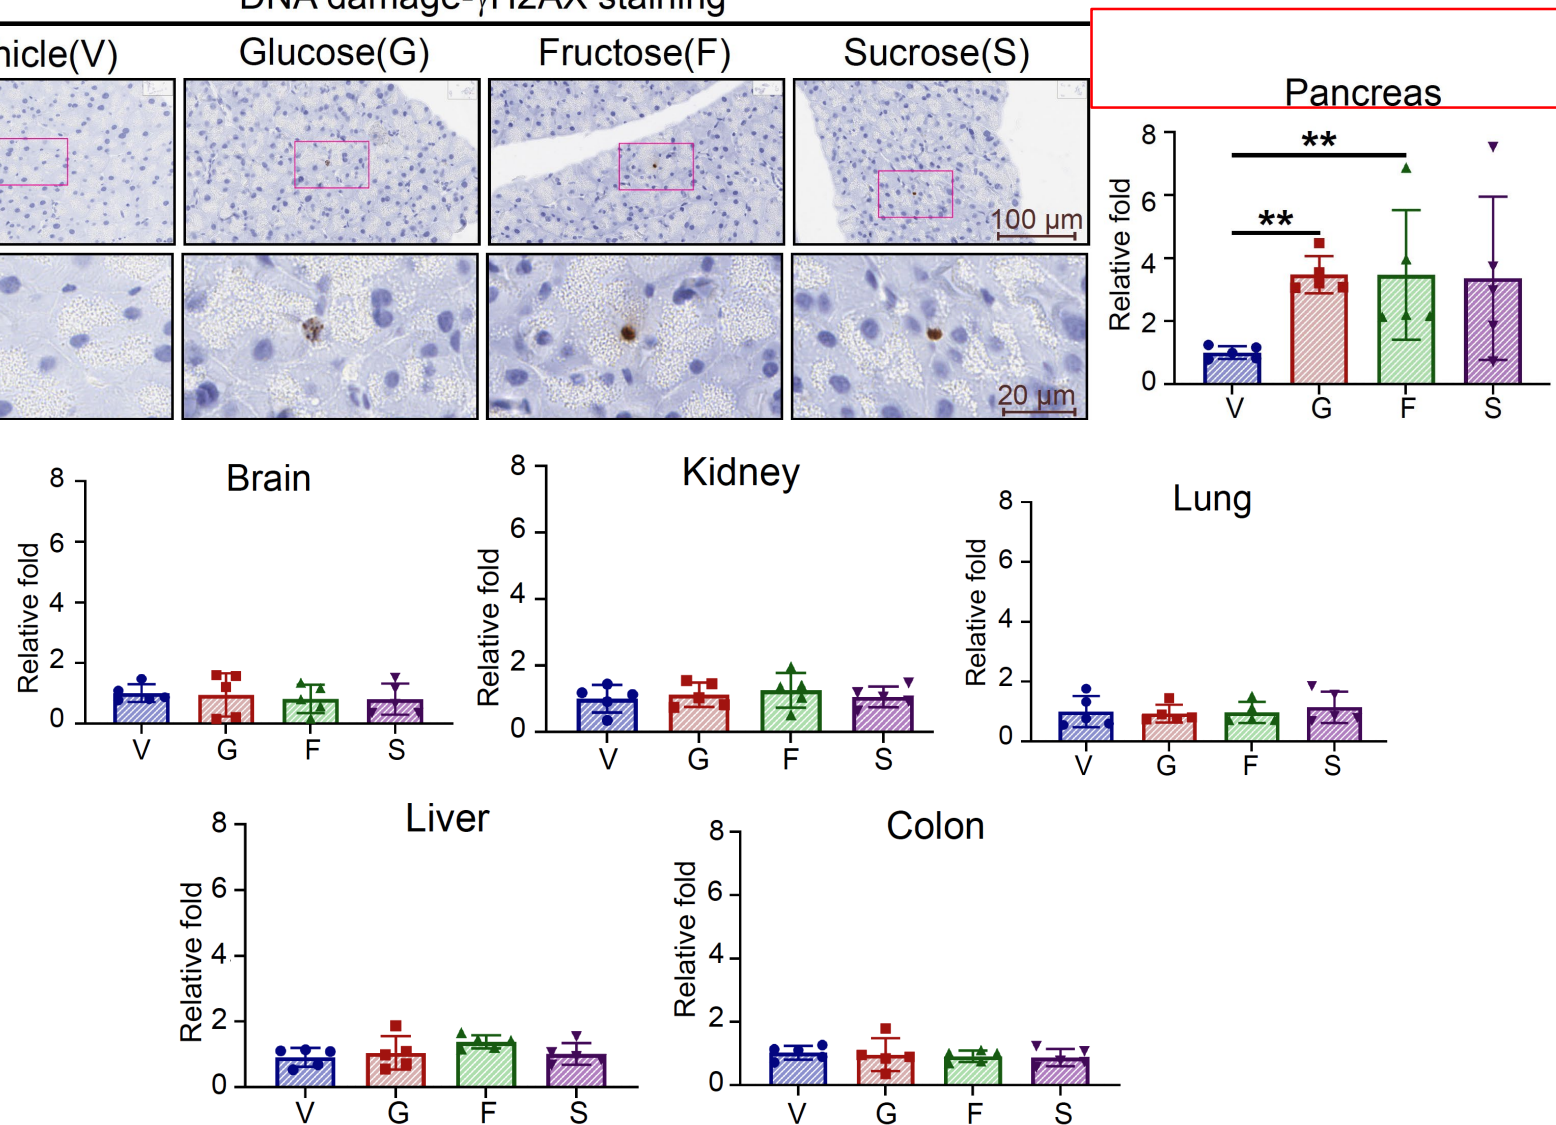 DNA damage-γH2AX staining
hicle(V) Glucose(G) Fructose(F) Sucrose(S)
100 µm
20 µm
Pancreas
Relative fold
8
6
4
2
0
** 
**
V G F S
Brain
Relative fold
8
6
4
2
0
V G F S
Kidney
Relative fold
8
6
4
2
0
V G F S
Lung
Relative fold
8
6
4
2
0
V G F S
Liver
Relative fold
8
6
4
2
0
V G F S
Colon
Relative fold
8
6
4
2
0
V G F S